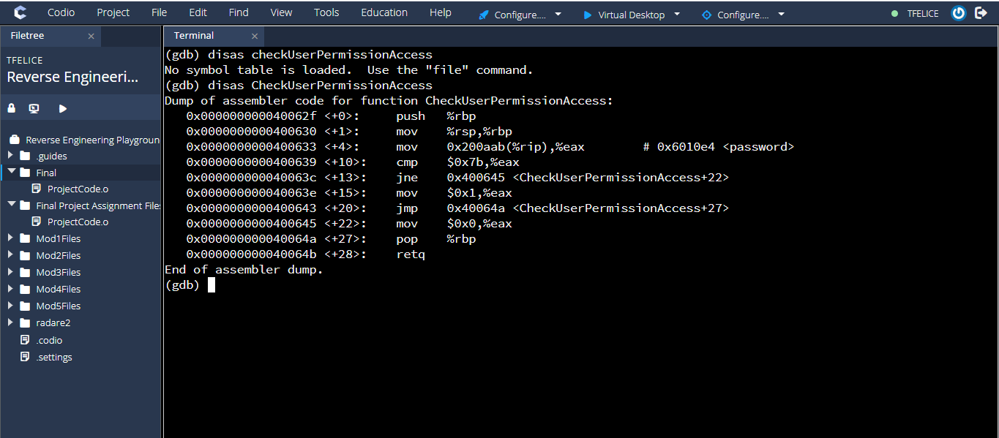 Codio Project File Edit Find View Tools Education Help Configure.... Virtual Desktop Configure.... TFELICE
Filetree
Terminal
TFELICE
Reverse Engineeri...
Reverse Engineering Playgroun
.guides
Final
ProjectCode.o
Final Project Assignment Files
ProjectCode.o
Mod1Files
Mod2Files
Mod3Files
Mod4Files
Mod5Files
radare2
.codio
.settings
(gdb) disas checkUserPermissionAccess
No symbol table is loaded.  Use the "file" command.
(gdb) disas CheckUserPermissionAccess
Dump of assembler code for function CheckUserPermissionAccess:
0x000000000040062f <+0>: push %rbp
0x0000000000400630 <+1>: mov %rsp,%rbp
0x0000000000400633 <+4>: mov 0x200aab(%rip),%eax # 0x6010e4 <password>
0x0000000000400639 <+10>: cmp $0x7b,%eax
0x000000000040063c <+13>: jne 0x400645 <CheckUserPermissionAccess+22>
0x000000000040063e <+15>: mov $0x1,%eax
0x0000000000400643 <+20>: jmp 0x40064a <CheckUserPermissionAccess+27>
0x0000000000400645 <+22>: mov $0x0,%eax
0x000000000040064a <+27>: pop %rbp
0x000000000040064b <+28>: retq
End of assembler dump.
(gdb)